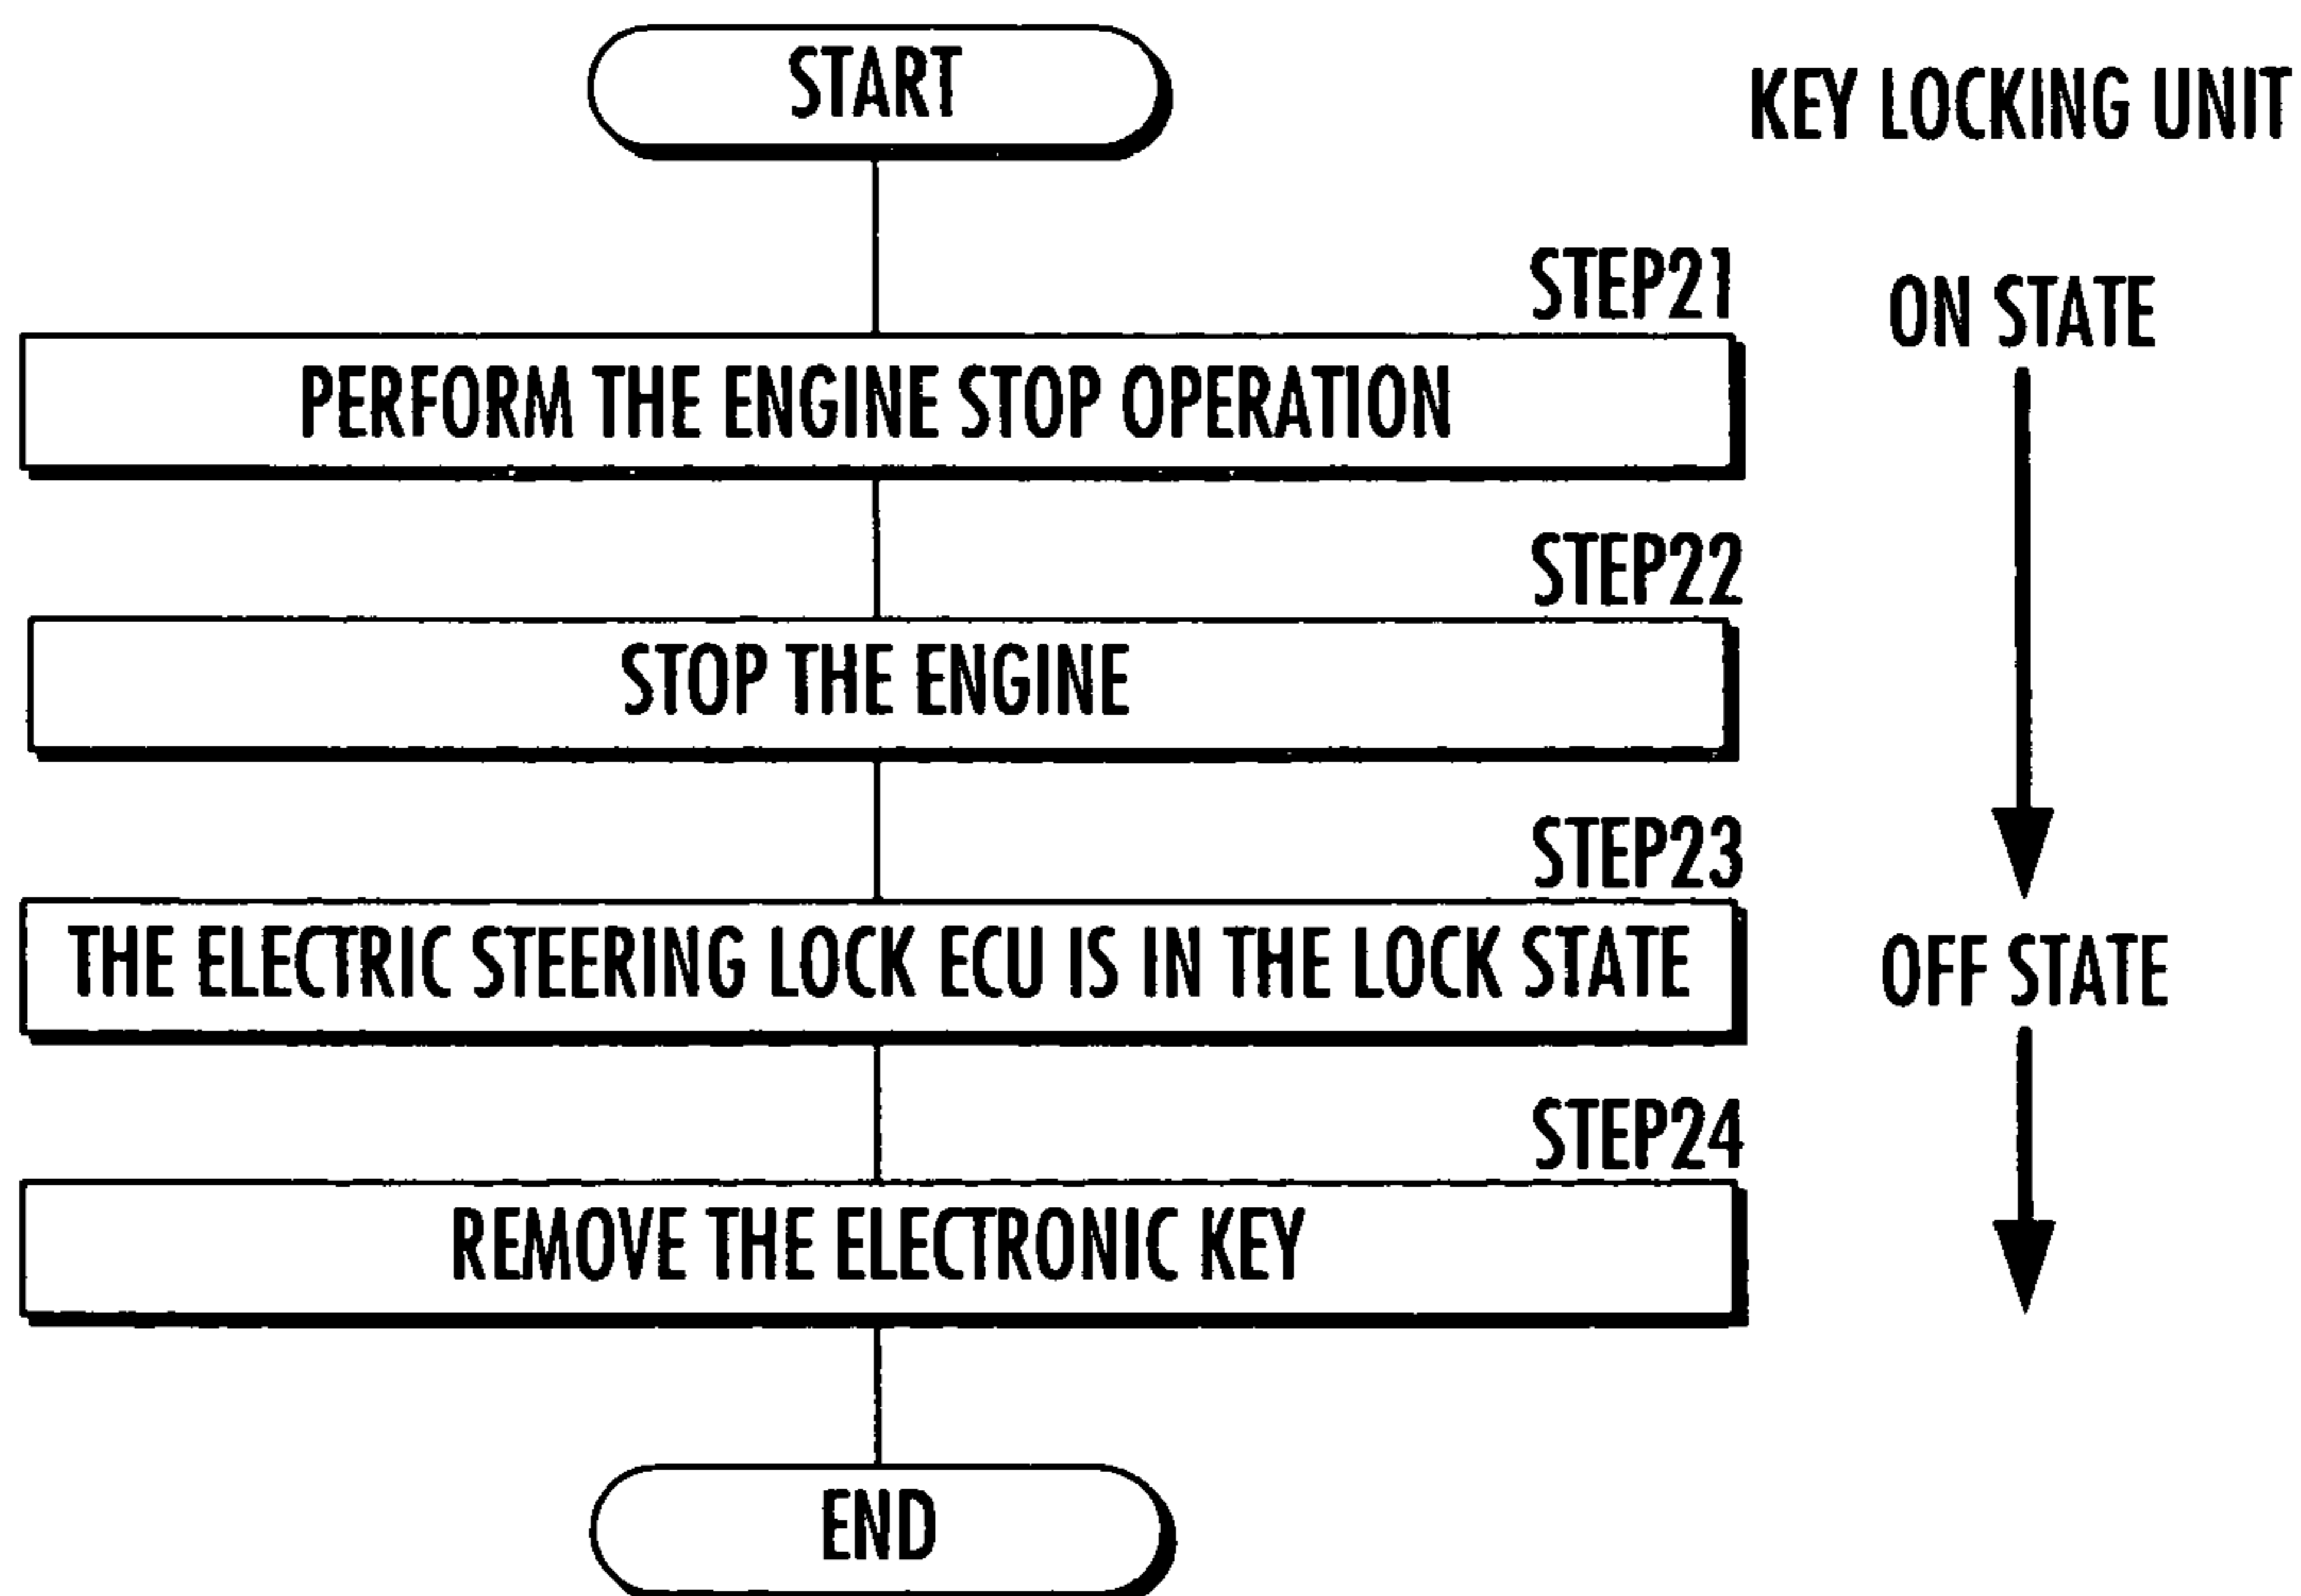 START
KEY LOCKING UNIT
STEP21
ON STATE
PERFORM THE ENGINE STOP OPERATION
STEP22
STOP THE ENGINE
STEP23
THE ELECTRIC STEERING LOCK ECU IS IN THE LOCK STATE
OFF STATE
STEP24
REMOVE THE ELECTRONIC KEY
END